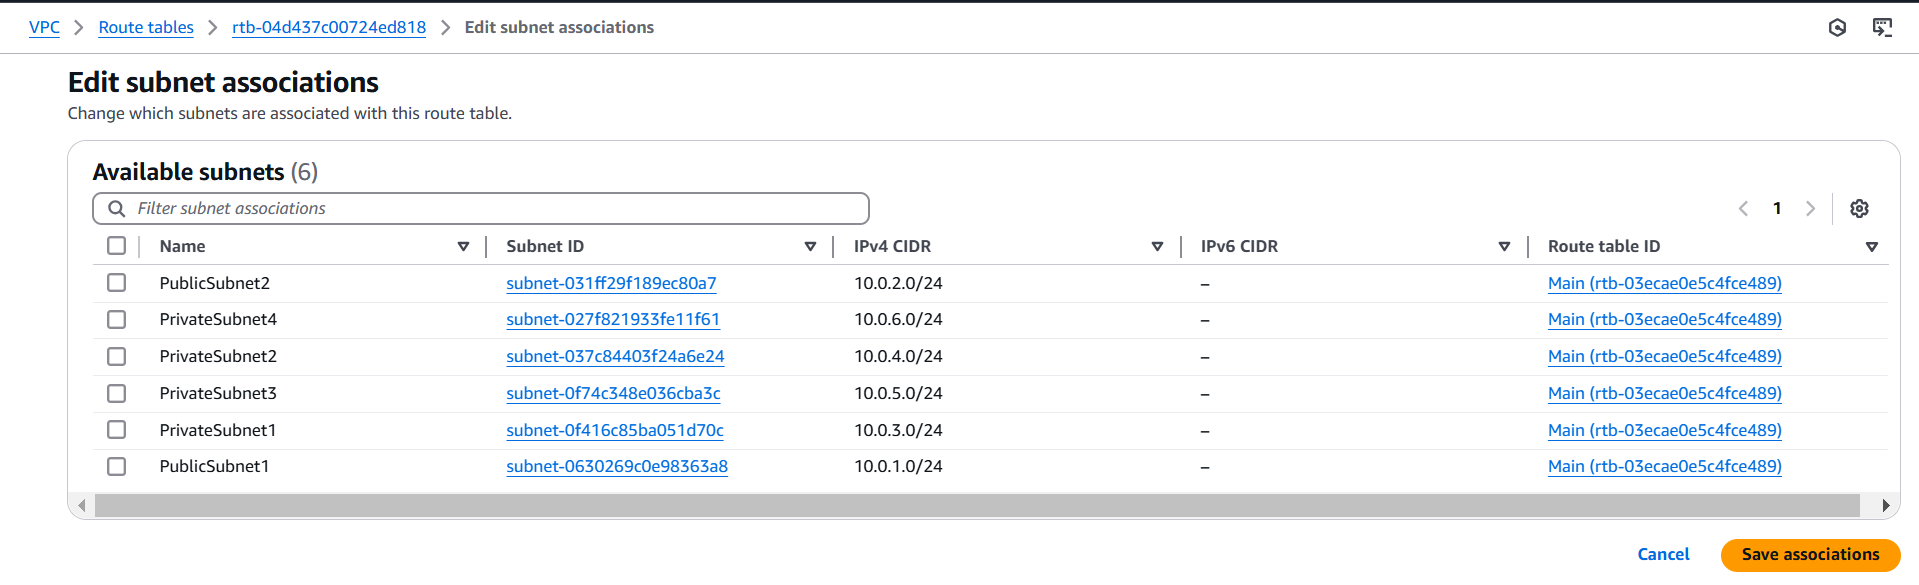 VPC > Route tables > rtb-04d437c00724ed818 > Edit subnet associations
Edit subnet associations
Change which subnets are associated with this route table.
Available subnets (6)
Filter subnet associations
1
Name Subnet ID IPv4 CIDR IPv6 CIDR Route table ID
PublicSubnet2 subnet-031ff29f189ec80a7 10.0.2.0/24 – Main (rtb-03ecae0e5c4fce489)
PrivateSubnet4 subnet-027f821933fe11f61 10.0.6.0/24 – Main (rtb-03ecae0e5c4fce489)
PrivateSubnet2 subnet-037c84403f24a6e24 10.0.4.0/24 – Main (rtb-03ecae0e5c4fce489)
PrivateSubnet3 subnet-0f74c348e036cba3c 10.0.5.0/24 – Main (rtb-03ecae0e5c4fce489)
PrivateSubnet1 subnet-0f416c85ba051d70c 10.0.3.0/24 – Main (rtb-03ecae0e5c4fce489)
PublicSubnet1 subnet-0630269c0e98363a8 10.0.1.0/24 – Main (rtb-03ecae0e5c4fce489)
Cancel Save associations